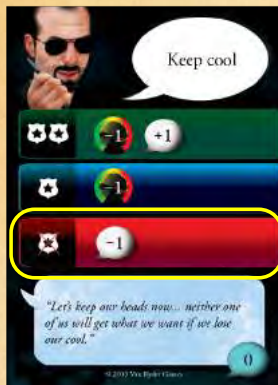 Keep cool
-1 +1
-1
-1
"Let's keep our heads now... neither one
of us will get what we want if we lose
our cool."
0
© 2013 Van Ryder Games